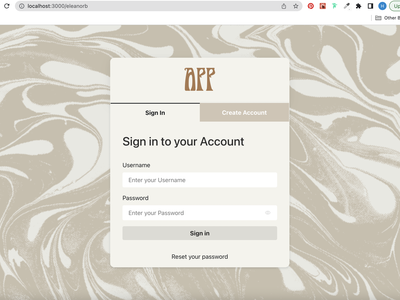 localhost:3000/eleanorb
Up
Other B
APP
Sign In
Create Account
Sign in to your Account
Username
Enter your Username
Password
Enter your Password
Sign in
Reset your password